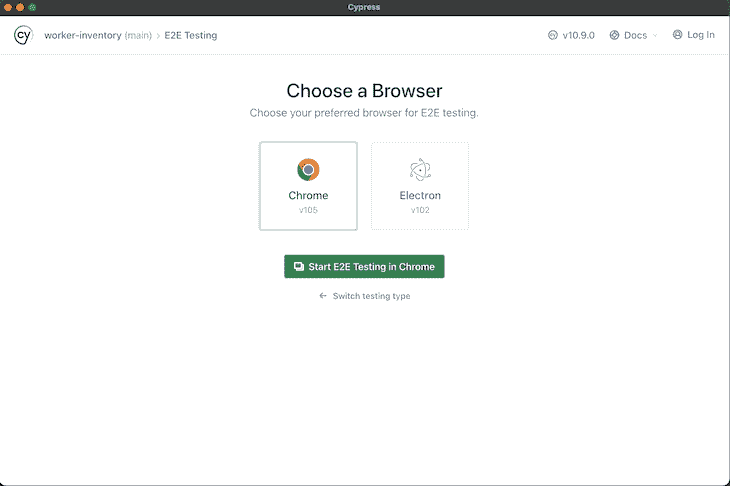 Cypress
cy worker-inventory (main) > E2E Testing
v10.9.0
Docs
Log In
Choose a Browser
Choose your preferred browser for E2E testing.
Chrome
v105
Electron
v102
Start E2E Testing in Chrome
← Switch testing type